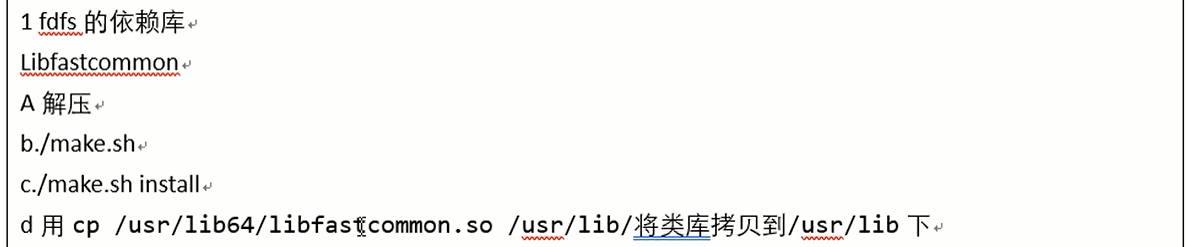 1 fdfs 的依赖库
Libfastcommon
A 解压
b./make.sh
c./make.sh install
d 用 cp /usr/lib64/libfastcommon.so /usr/lib/将类库拷贝到/usr/lib 下